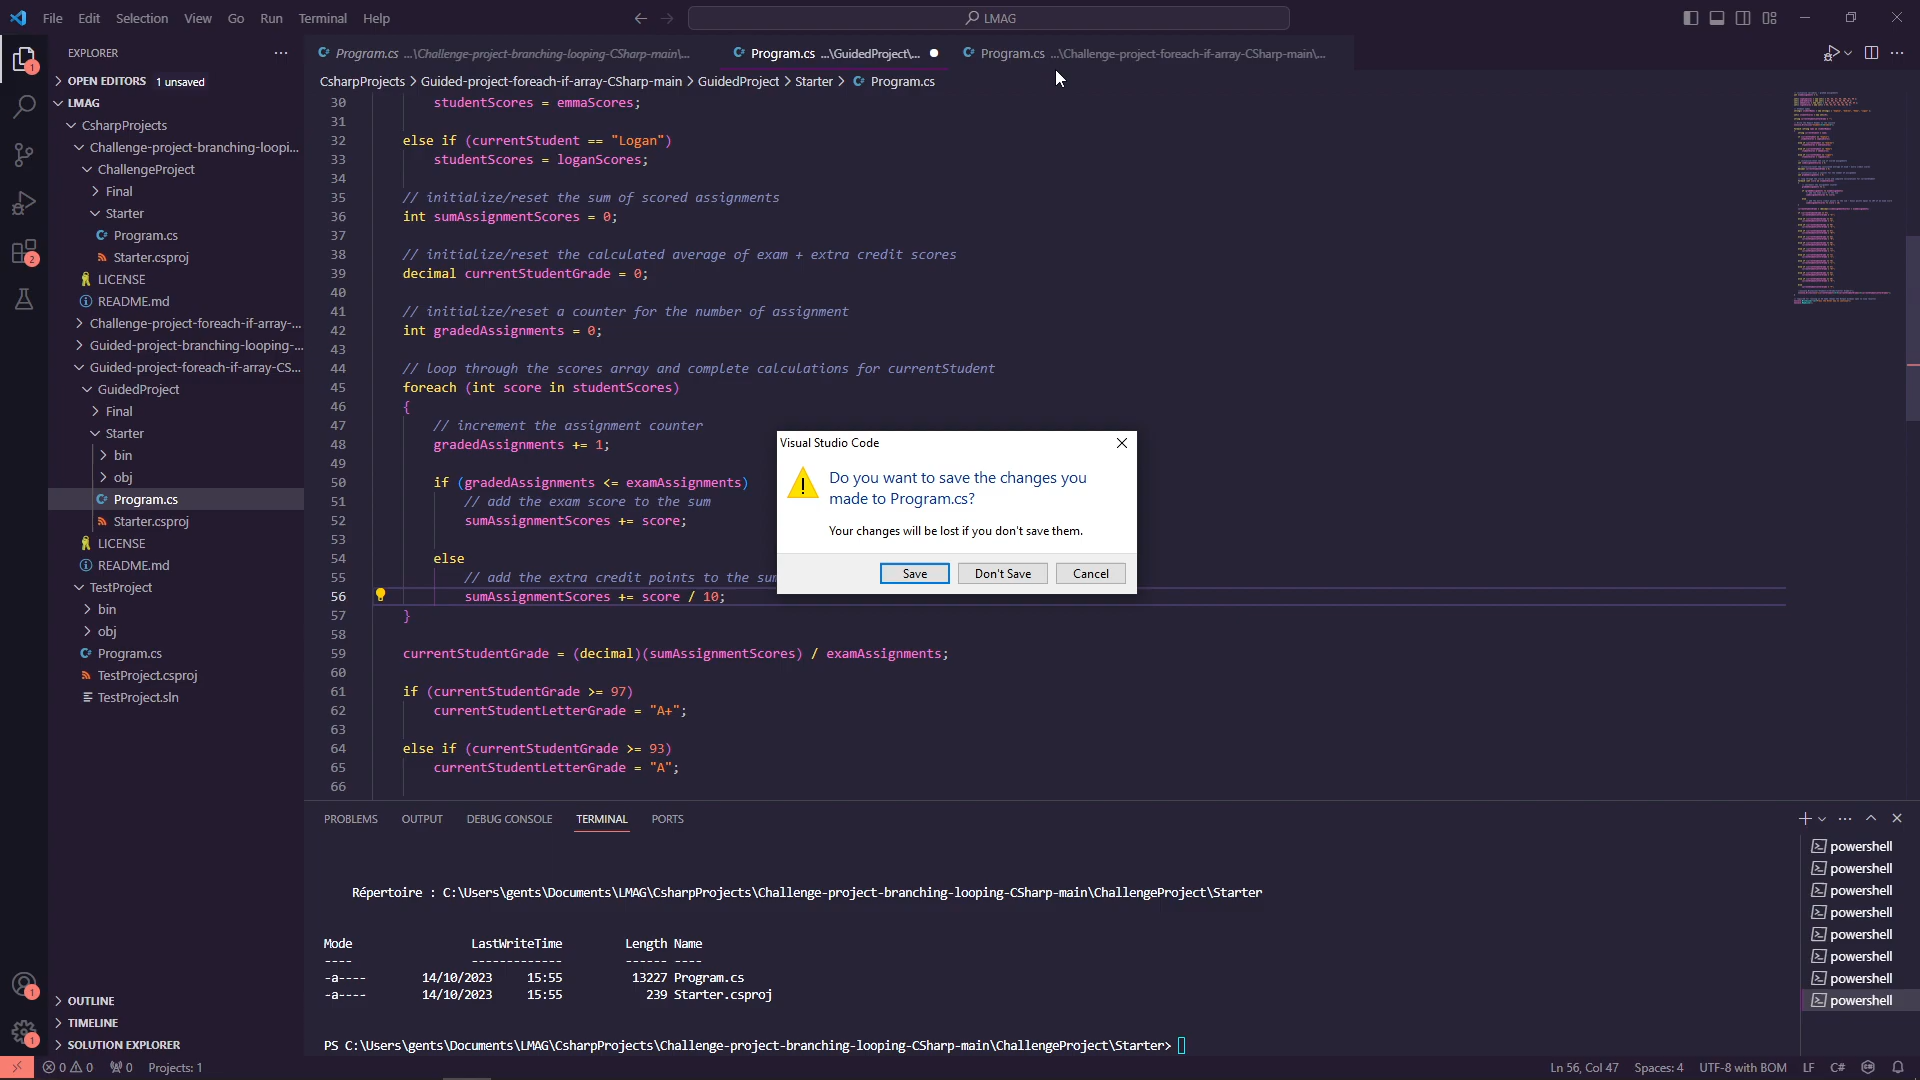 File Edit Selection View Go Run Terminal Help
LMAG
EXPLORER
Program.cs ...\Challenge-project-branching-looping-CSharp-main\...
Program.cs ...\GuidedProject\...
Program.cs ...\Challenge-project-foreach-if-array-CSharp-main\...
OPEN EDITORS 1 unsaved
CsharpProjects > Guided-project-foreach-if-array-CSharp-main > GuidedProject > Starter > Program.cs
LMAG
CsharpProjects
Challenge-project-branching-loopi...
ChallengeProject
Final
Starter
Program.cs
Starter.csproj
LICENSE
README.md
Challenge-project-foreach-if-array-...
Guided-project-branching-looping-...
Guided-project-foreach-if-array-CS...
GuidedProject
Final
Starter
bin
obj
Program.cs
Starter.csproj
LICENSE
README.md
TestProject
bin
obj
Program.cs
TestProject.csproj
TestProject.sln
OUTLINE
TIMELINE
SOLUTION EXPLORER
30 studentScores = emmaScores;
31
32 else if (currentStudent == "Logan")
33 studentScores = loganScores;
34
35 // initialize/reset the sum of scored assignments
36 int sumAssignmentScores = 0;
37
38 // initialize/reset the calculated average of exam + extra credit scores
39 decimal currentStudentGrade = 0;
40
41 // initialize/reset a counter for the number of assignment
42 int gradedAssignments = 0;
43
44 // loop through the scores array and complete calculations for currentStudent
45 foreach (int score in studentScores)
46 {
47 // increment the assignment counter
48 gradedAssignments += 1;
49
50 if (gradedAssignments <= examAssignments)
51 // add the exam score to the sum
52 sumAssignmentScores += score;
53
54 else
55 // add the extra credit points to the sum
56 sumAssignmentScores += score / 10;
57 }
58
59 currentStudentGrade = (decimal)(sumAssignmentScores) / examAssignments;
60
61 if (currentStudentGrade >= 97)
62 currentStudentLetterGrade = "A+";
63
64 else if (currentStudentGrade >= 93)
65 currentStudentLetterGrade = "A";
66
Visual Studio Code
Do you want to save the changes you
made to Program.cs?
Your changes will be lost if you don't save them.
Save Don't Save Cancel
PROBLEMS OUTPUT DEBUG CONSOLE TERMINAL PORTS
Répertoire : C:\Users\gents\Documents\LMAG\CsharpProjects\Challenge-project-branching-looping-CSharp-main\ChallengeProject\Starter
Mode LastWriteTime Length Name
---- ------------- ------ ----
-a---- 14/10/2023 15:55 13227 Program.cs
-a---- 14/10/2023 15:55 239 Starter.csproj
PS C:\Users\gents\Documents\LMAG\CsharpProjects\Challenge-project-branching-looping-CSharp-main\ChallengeProject\Starter>
powershell
powershell
powershell
powershell
powershell
powershell
powershell
powershell
1
2
1
1
0 0 0 Projects: 1
Ln 56, Col 47 Spaces: 4 UTF-8 with BOM LF C#